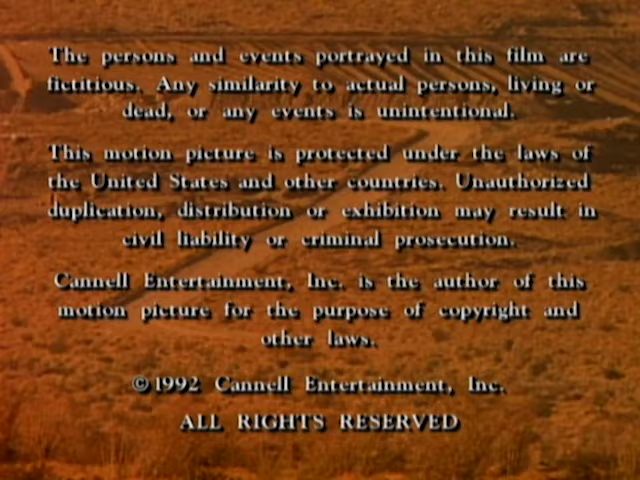 The persons and events portrayed in this film are
fictitious. Any similarity to actual persons, living or
dead, or any events is unintentional.
This motion picture is protected under the laws of
the United States and other countries. Unauthorized
duplication, distribution or exhibition may result in
civil liability or criminal prosecution.
Cannell Entertainment, Inc. is the author of this
motion picture for the purpose of copyright and
other laws.
©1992 Cannell Entertainment, Inc.
ALL RIGHTS RESERVED